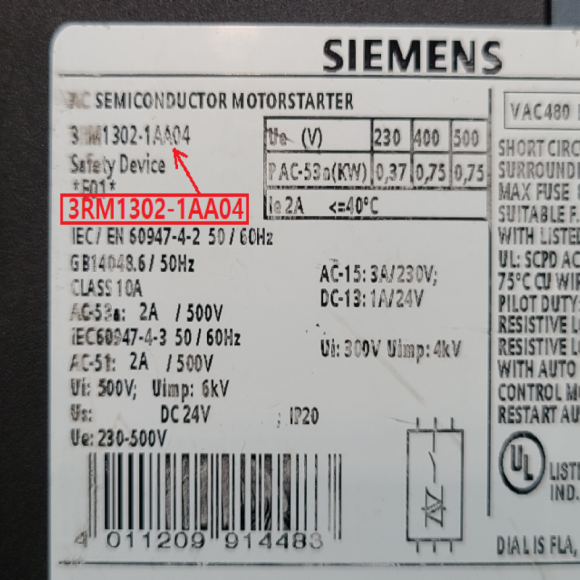 SIEMENS
AC SEMICONDUCTOR MOTORSTARTER
3RM1302-1AA04
Safety Device
*E01*
3RM1302-1AA04
Ue (V) 230 400 500
P AC-53a(KW) 0,37 0,75 0,75
Ie 2A <=40°C
IEC/ EN 60947-4-2 50 / 60Hz
GB14048.6 / 50Hz
CLASS 10A
AC-53a: 2A / 500V
IEC60947-4-3 50 / 60Hz
AC-51: 2A / 500V
Ui: 500V; Uimp: 6kV
Us: DC 24V ; IP20
Ue: 230-500V
AC-15: 3A/230V;
DC-13: 1A/24V
Ui: 300V Uimp: 4kV
4 011209 914483
VAC480
SHORT CIRC
SURROUND
MAX FUSE
SUITABLE F
WITH LISTED
UL: SCPD AC
75°C CU WIR
PILOT DUTY
RESISTIVE L
RESISTIVE L
WITH AUTO
CONTROL M
RESTART AU
UL
LISTE
IND.
DIAL IS FLA,